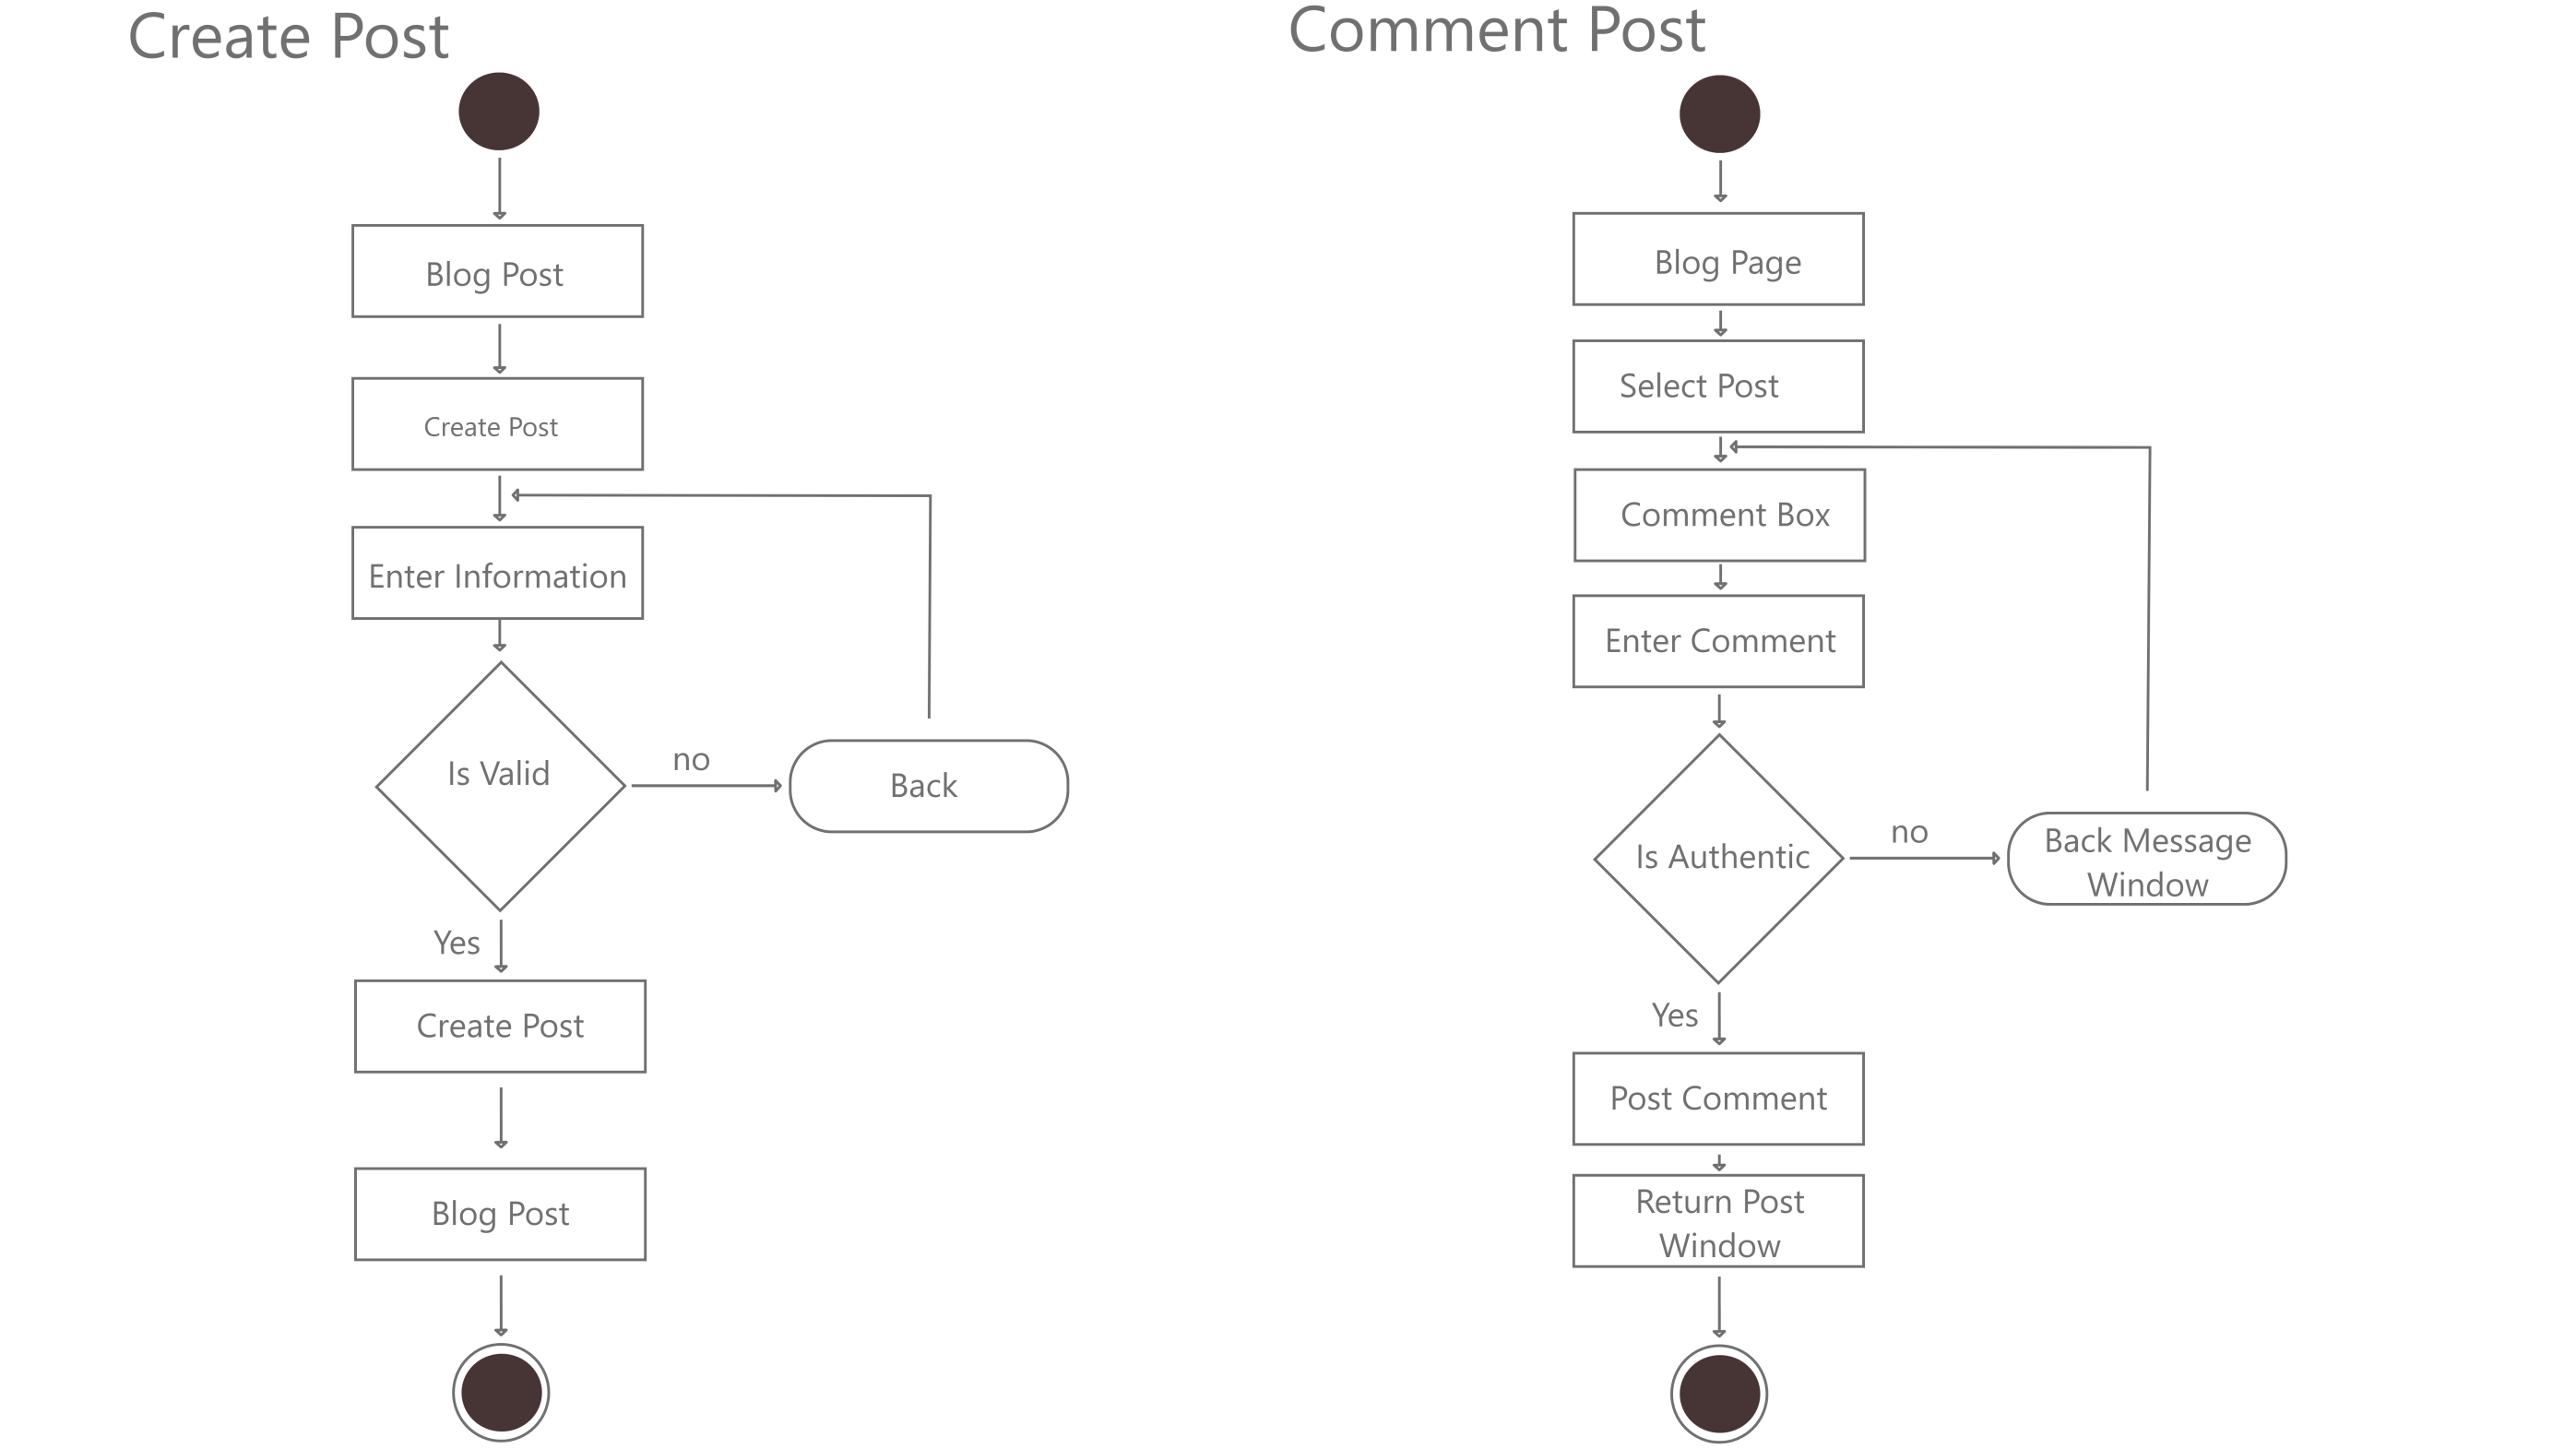 Create Post
Blog Post
Create Post
Enter Information
Is Valid
no
Back
Yes
Create Post
Blog Post
Comment Post
Blog Page
Select Post
Comment Box
Enter Comment
Is Authentic
no
Back Message
Window
Yes
Post Comment
Return Post
Window